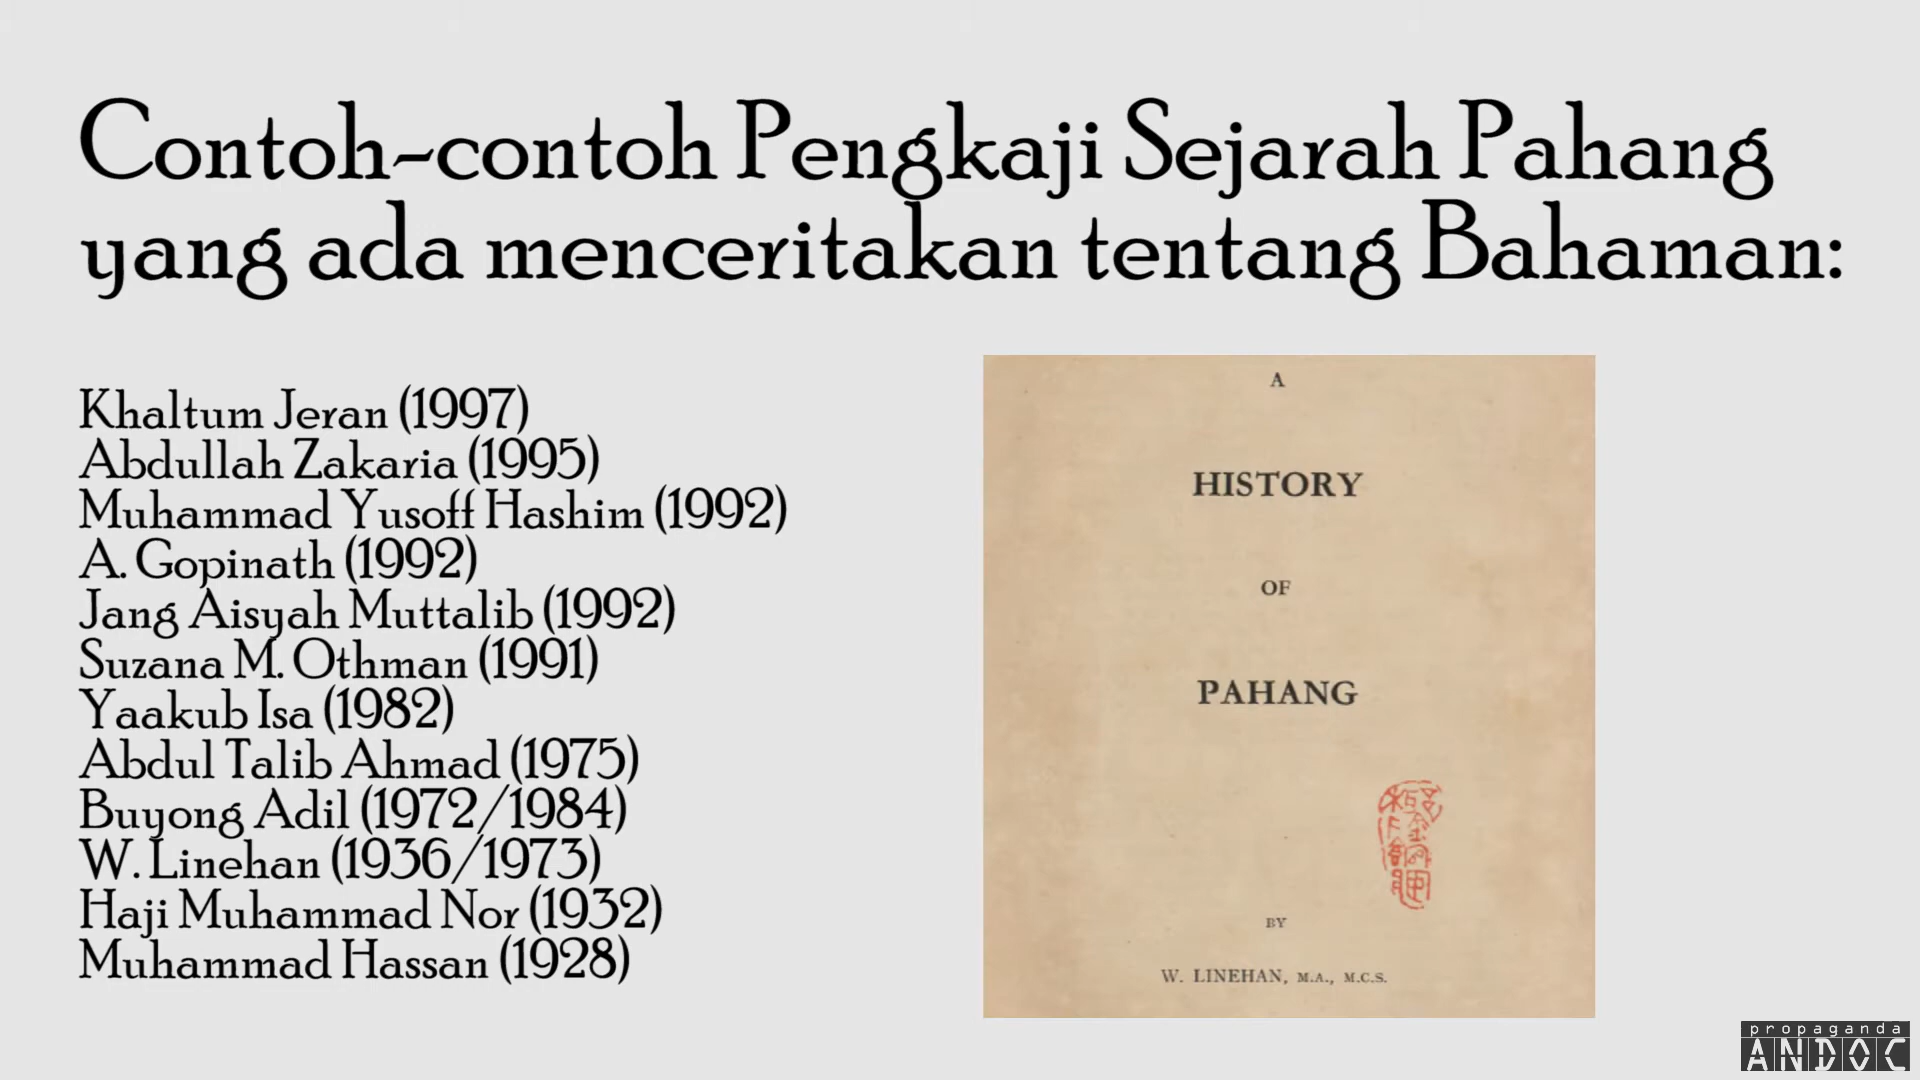 Contoh-contoh Pengkaji Sejarah Pahang
yang ada menceritakan tentang Bahaman:
Khaltum Jeran (1997)
Abdullah Zakaria (1995)
Muhammad Yusoff Hashim (1992)
A. Gopinath (1992)
Jang Aisyah Muttalib (1992)
Suzana M. Othman (1991)
Yaakub Isa (1982)
Abdul Talib Ahmad (1975)
Buyong Adil (1972/1984)
W. Linehan (1936/1973)
Haji Muhammad Nor (1932)
Muhammad Hassan (1928)
A
HISTORY
OF
PAHANG
BY
W. LINEHAN, M.A., M.C.S.
propaganda
ANDOC